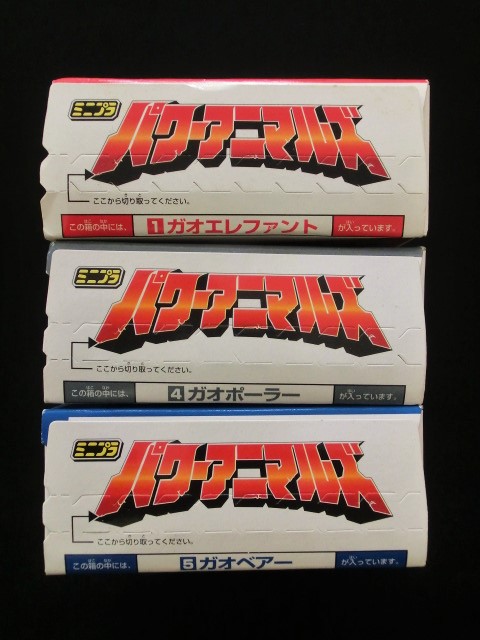 ミニプラ
パワーアニマルズ
ここから切り取ってください。
この箱の中には、 1 ガオエレファント が入っています。
ミニプラ
パワーアニマルズ
ここから切り取ってください。
この箱の中には、 4 ガオポーラー が入っています。
ミニプラ
パワーアニマルズ
ここから切り取ってください。
この箱の中には、 5 ガオベアー が入っています。